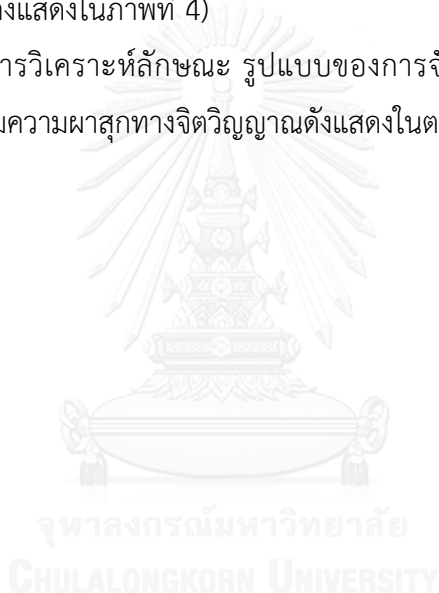 งแสดงในภาพที่ 4)
ารวิเคราะห์ลักษณะ รูปแบบของการจั
มความผาสุกทางจิตวิญญาณดังแสดงในต
จุฬาลงกรณ์มหาวิทยาลัย
CHULALONGKORN UNIVERSITY